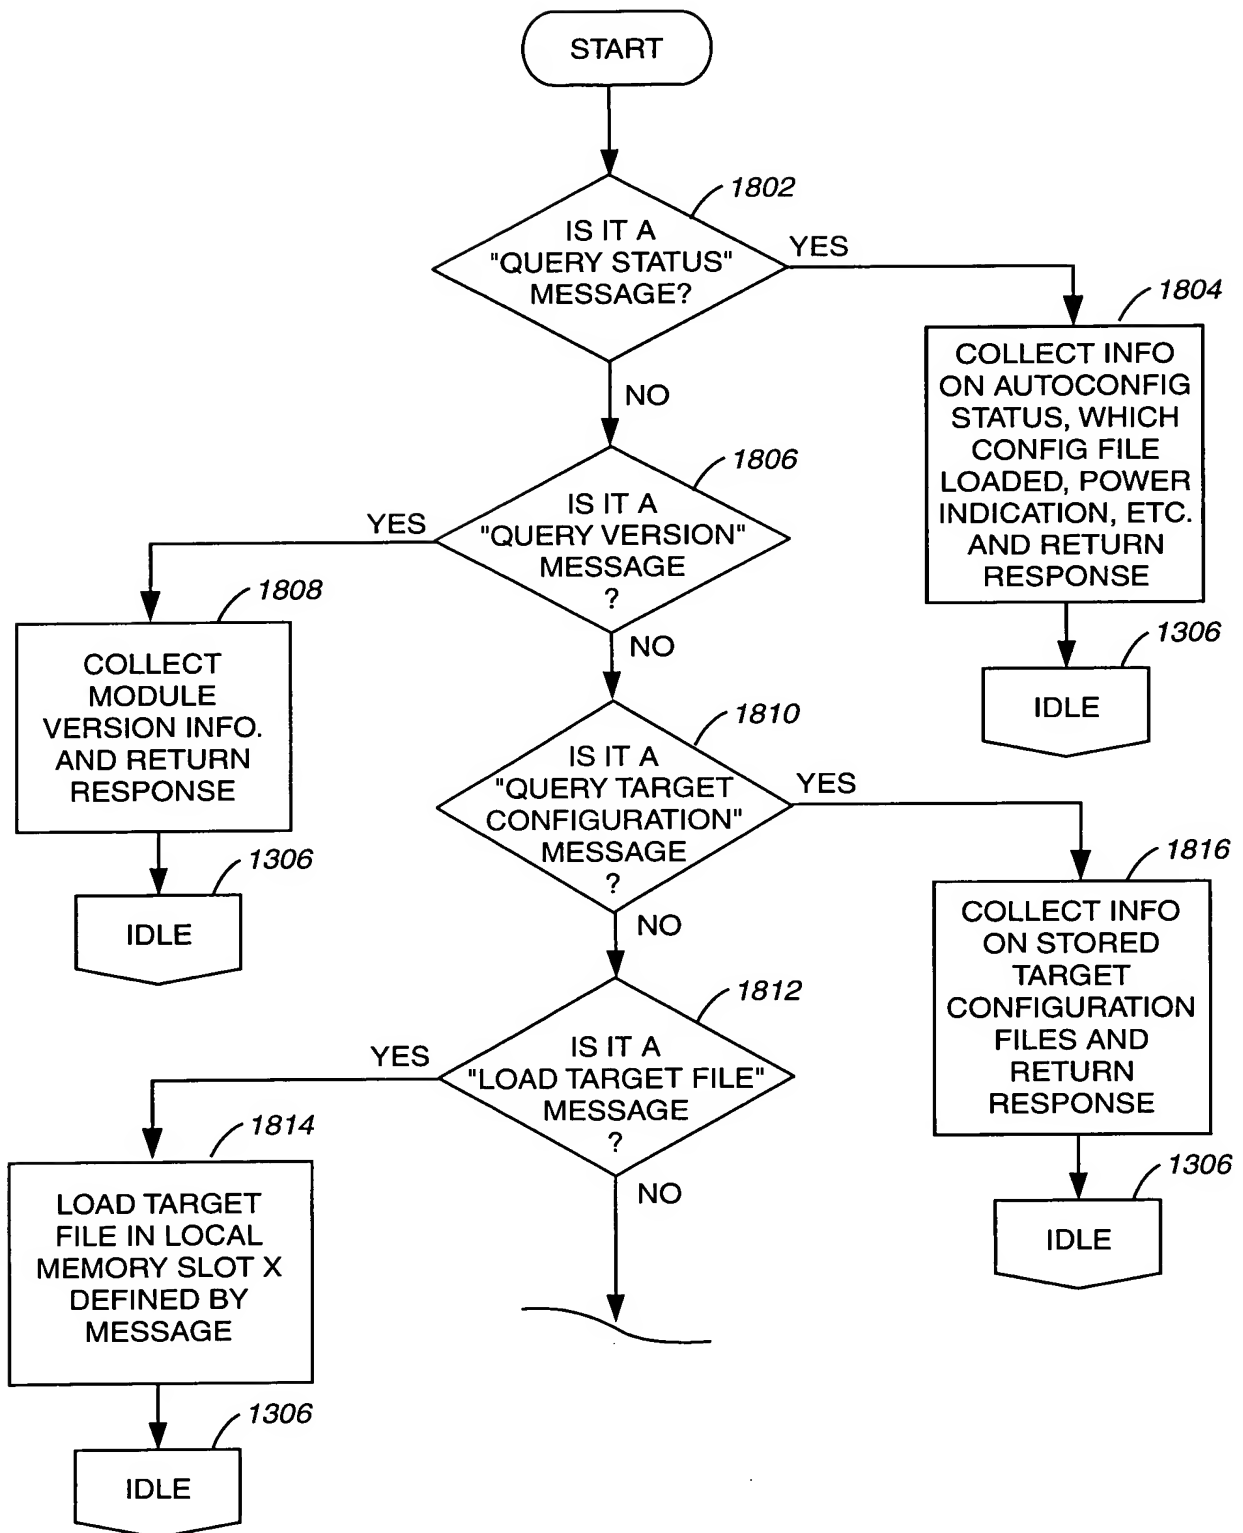 START
1802
IS IT A
"QUERY STATUS"
MESSAGE?
YES
1804
COLLECT INFO
ON AUTOCONFIG
STATUS, WHICH
CONFIG FILE
LOADED, POWER
INDICATION, ETC.
AND RETURN
RESPONSE
1306
IDLE
NO
1806
IS IT A
"QUERY VERSION"
MESSAGE
?
YES
1808
COLLECT
MODULE
VERSION INFO.
AND RETURN
RESPONSE
1306
IDLE
NO
1810
IS IT A
"QUERY TARGET
CONFIGURATION"
MESSAGE
?
YES
1816
COLLECT INFO
ON STORED
TARGET
CONFIGURATION
FILES AND
RETURN
RESPONSE
1306
IDLE
NO
1812
IS IT A
"LOAD TARGET FILE"
MESSAGE
?
YES
1814
LOAD TARGET
FILE IN LOCAL
MEMORY SLOT X
DEFINED BY
MESSAGE
1306
IDLE
NO